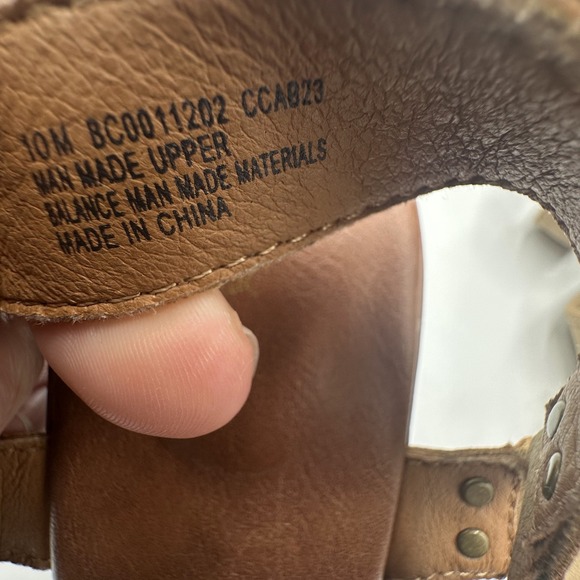 10M BC0011202 CCAB23
MAN MADE UPPER
BALANCE MAN MADE MATERIALS
MADE IN CHINA